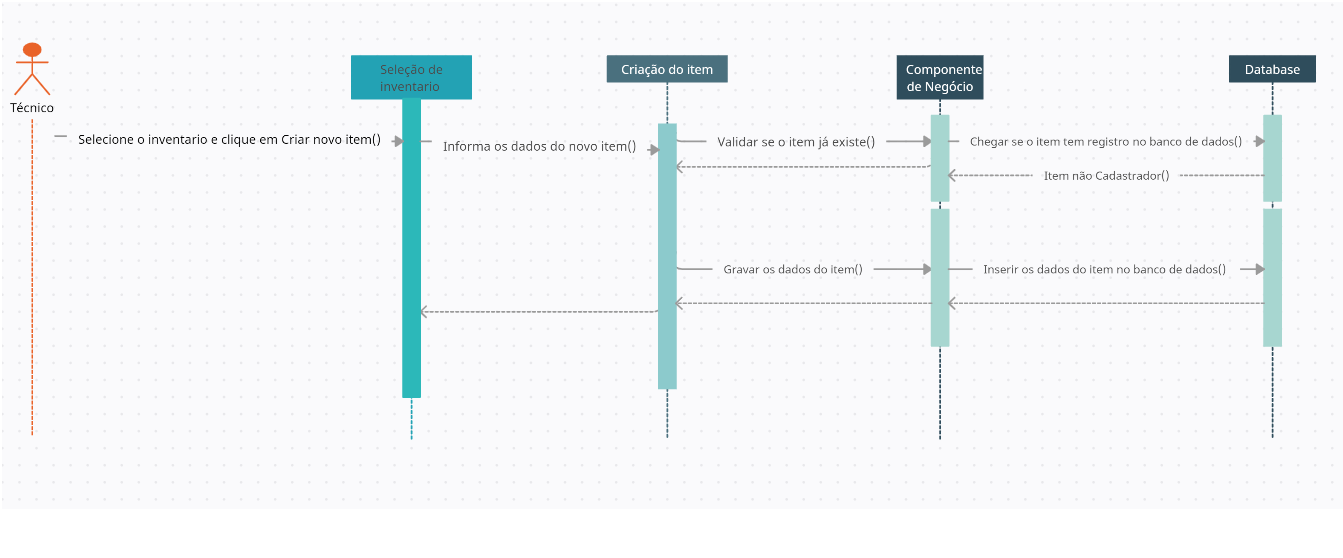 Seleção de
inventario
Criação do item
Componente
de Negócio
Database
Técnico
Selecione o inventario e clique em Criar novo item()
Informa os dados do novo item()
Validar se o item já existe()
Chegar se o item tem registro no banco de dados()
Item não Cadastrador()
Gravar os dados do item()
Inserir os dados do item no banco de dados()